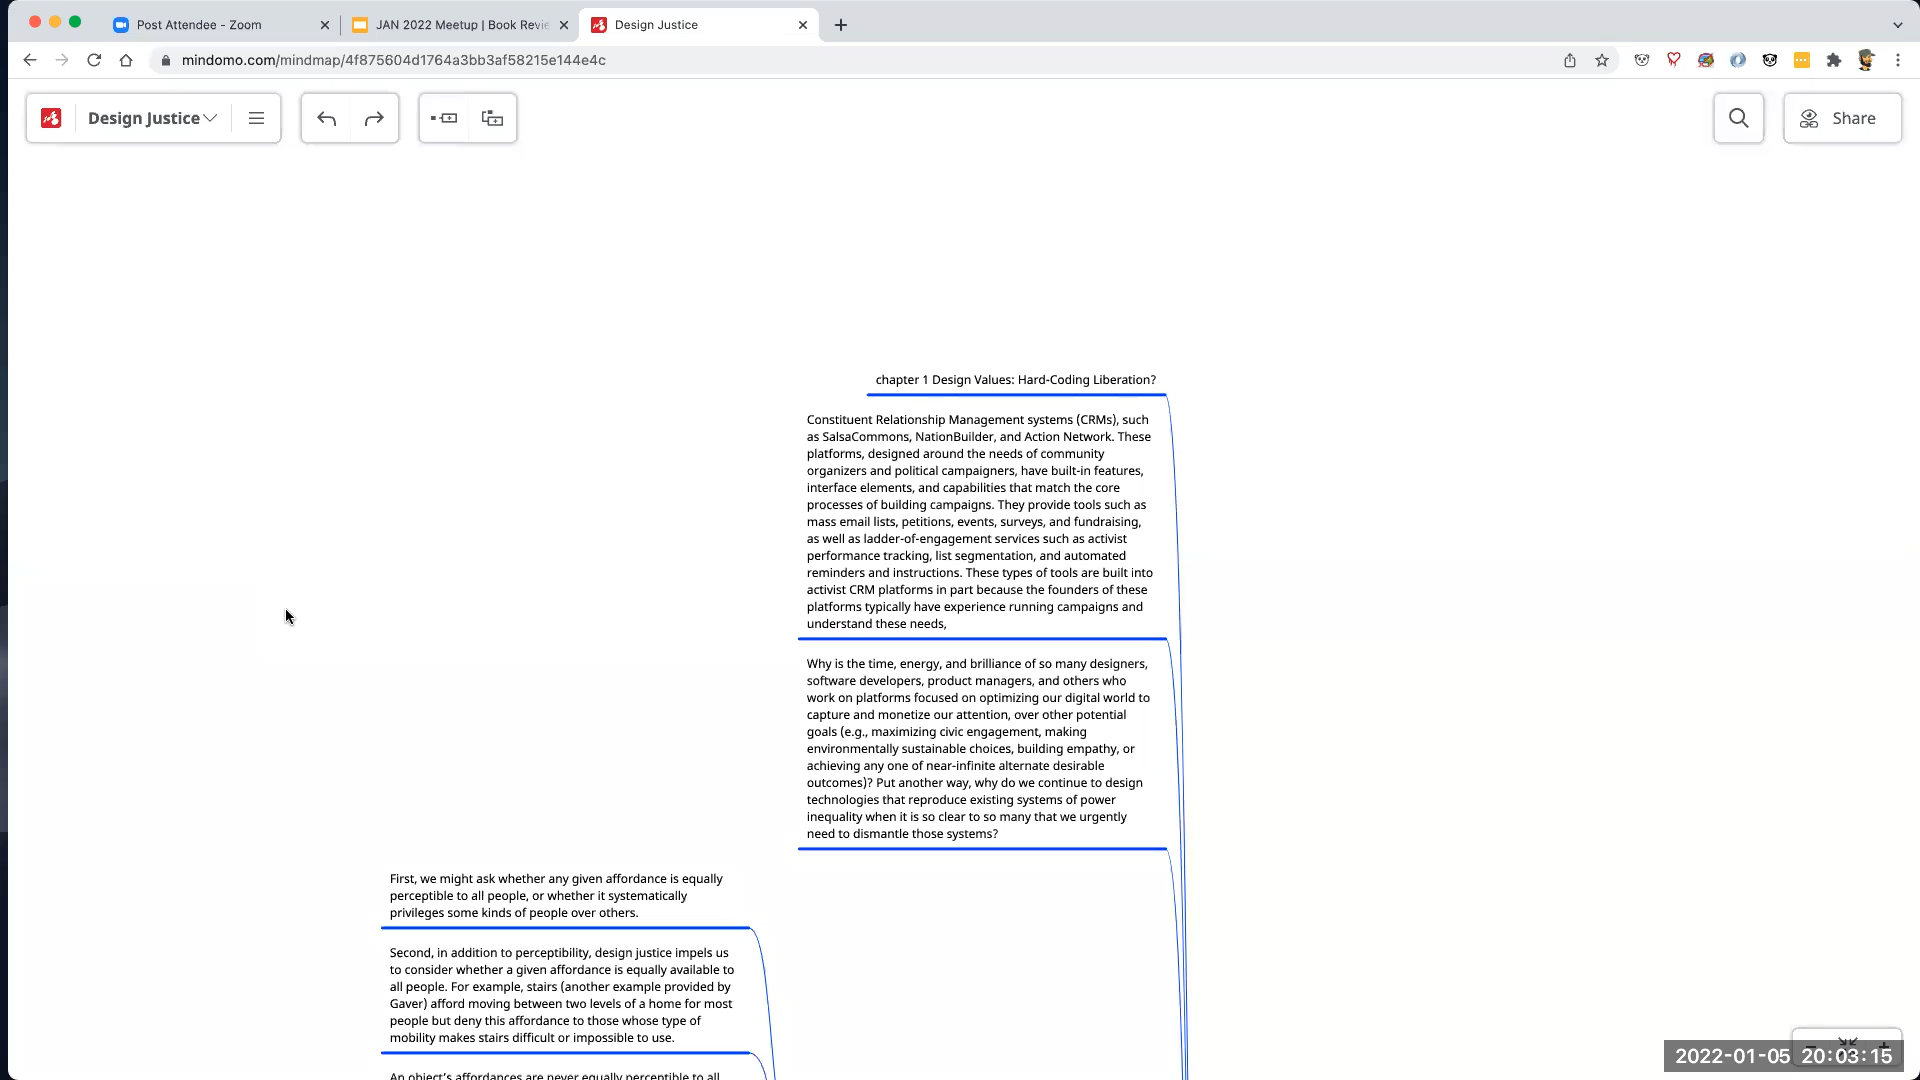 Post Attendee - Zoom
JAN 2022 Meetup | Book Revie
Design Justice
mindomo.com/mindmap/4f875604d1764a3bb3af58215e144e4c
Design Justice
Share
chapter 1 Design Values: Hard-Coding Liberation?
Constituent Relationship Management systems (CRMs), such
as SalsaCommons, NationBuilder, and Action Network. These
platforms, designed around the needs of community
organizers and political campaigners, have built-in features,
interface elements, and capabilities that match the core
processes of building campaigns. They provide tools such as
mass email lists, petitions, events, surveys, and fundraising,
as well as ladder-of-engagement services such as activist
performance tracking, list segmentation, and automated
reminders and instructions. These types of tools are built into
activist CRM platforms in part because the founders of these
platforms typically have experience running campaigns and
understand these needs,
Why is the time, energy, and brilliance of so many designers,
software developers, product managers, and others who
work on platforms focused on optimizing our digital world to
capture and monetize our attention, over other potential
goals (e.g., maximizing civic engagement, making
environmentally sustainable choices, building empathy, or
achieving any one of near-infinite alternate desirable
outcomes)? Put another way, why do we continue to design
technologies that reproduce existing systems of power
inequality when it is so clear to so many that we urgently
need to dismantle those systems?
First, we might ask whether any given affordance is equally
perceptible to all people, or whether it systematically
privileges some kinds of people over others.
Second, in addition to perceptibility, design justice impels us
to consider whether a given affordance is equally available to
all people. For example, stairs (another example provided by
Gaver) afford moving between two levels of a home for most
people but deny this affordance to those whose type of
mobility makes stairs difficult or impossible to use.
An object's affordances are never equally perceptible to all
2022-01-05 20:03:15